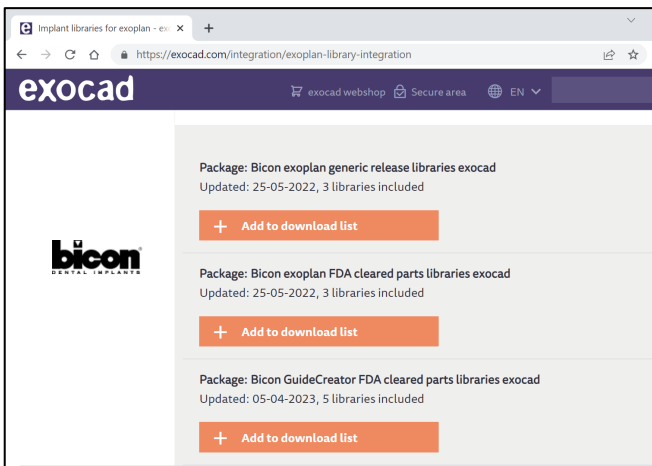 Implant libraries for exoplan - exo
https://exocad.com/integration/exoplan-library-integration
exocad
exocad webshop Secure area EN
Package: Bicon exoplan generic release libraries exocad
Updated: 25-05-2022, 3 libraries included
+ Add to download list
bicon®
DENTAL IMPLANTS
Package: Bicon exoplan FDA cleared parts libraries exocad
Updated: 25-05-2022, 3 libraries included
+ Add to download list
Package: Bicon GuideCreator FDA cleared parts libraries exocad
Updated: 05-04-2023, 5 libraries included
+ Add to download list